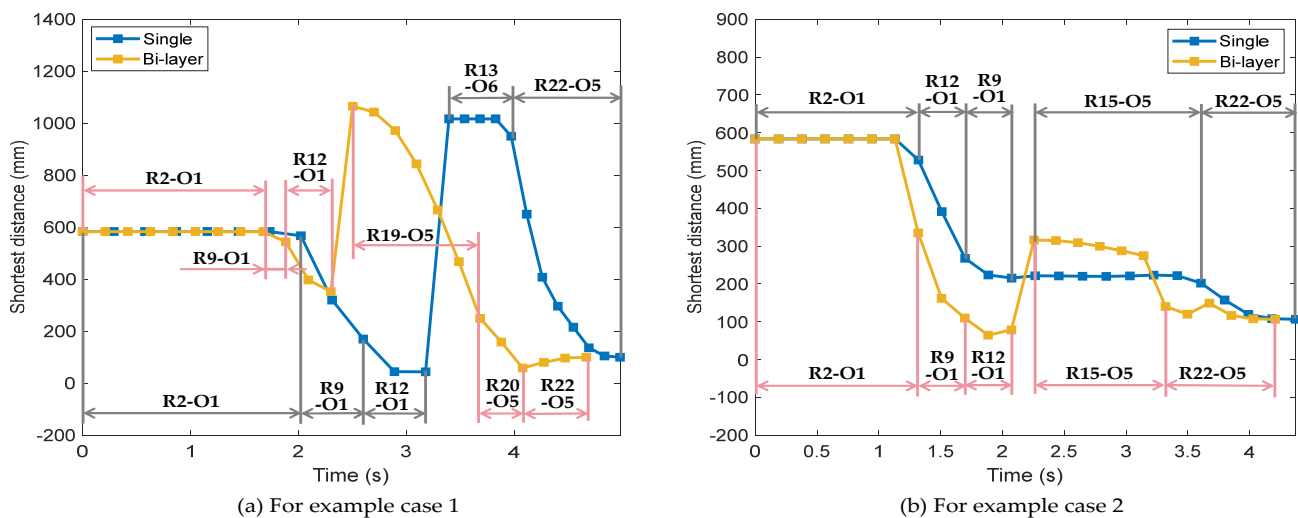 1400
1200
1000
800
600
400
200
0
-200
Shortest distance (mm)
Single
Bi-layer
R13
-O6
R22-O5
R12
-O1
R2-O1
R19-O5
R9-O1
R20
-O5
R22
-O5
R9
-O1
R12
-O1
R2-O1
0 1 2 3 4
Time (s)
(a) For example case 1
900
800
700
600
500
400
300
200
100
0
-100
-200
Shortest distance (mm)
Single
Bi-layer
R2-O1
R12
-O1
R9
-O1
R15-O5
R22-O5
R2-O1
R9
-O1
R12
-O1
R15-O5
R22-O5
0 0.5 1 1.5 2 2.5 3 3.5 4
Time (s)
(b) For example case 2